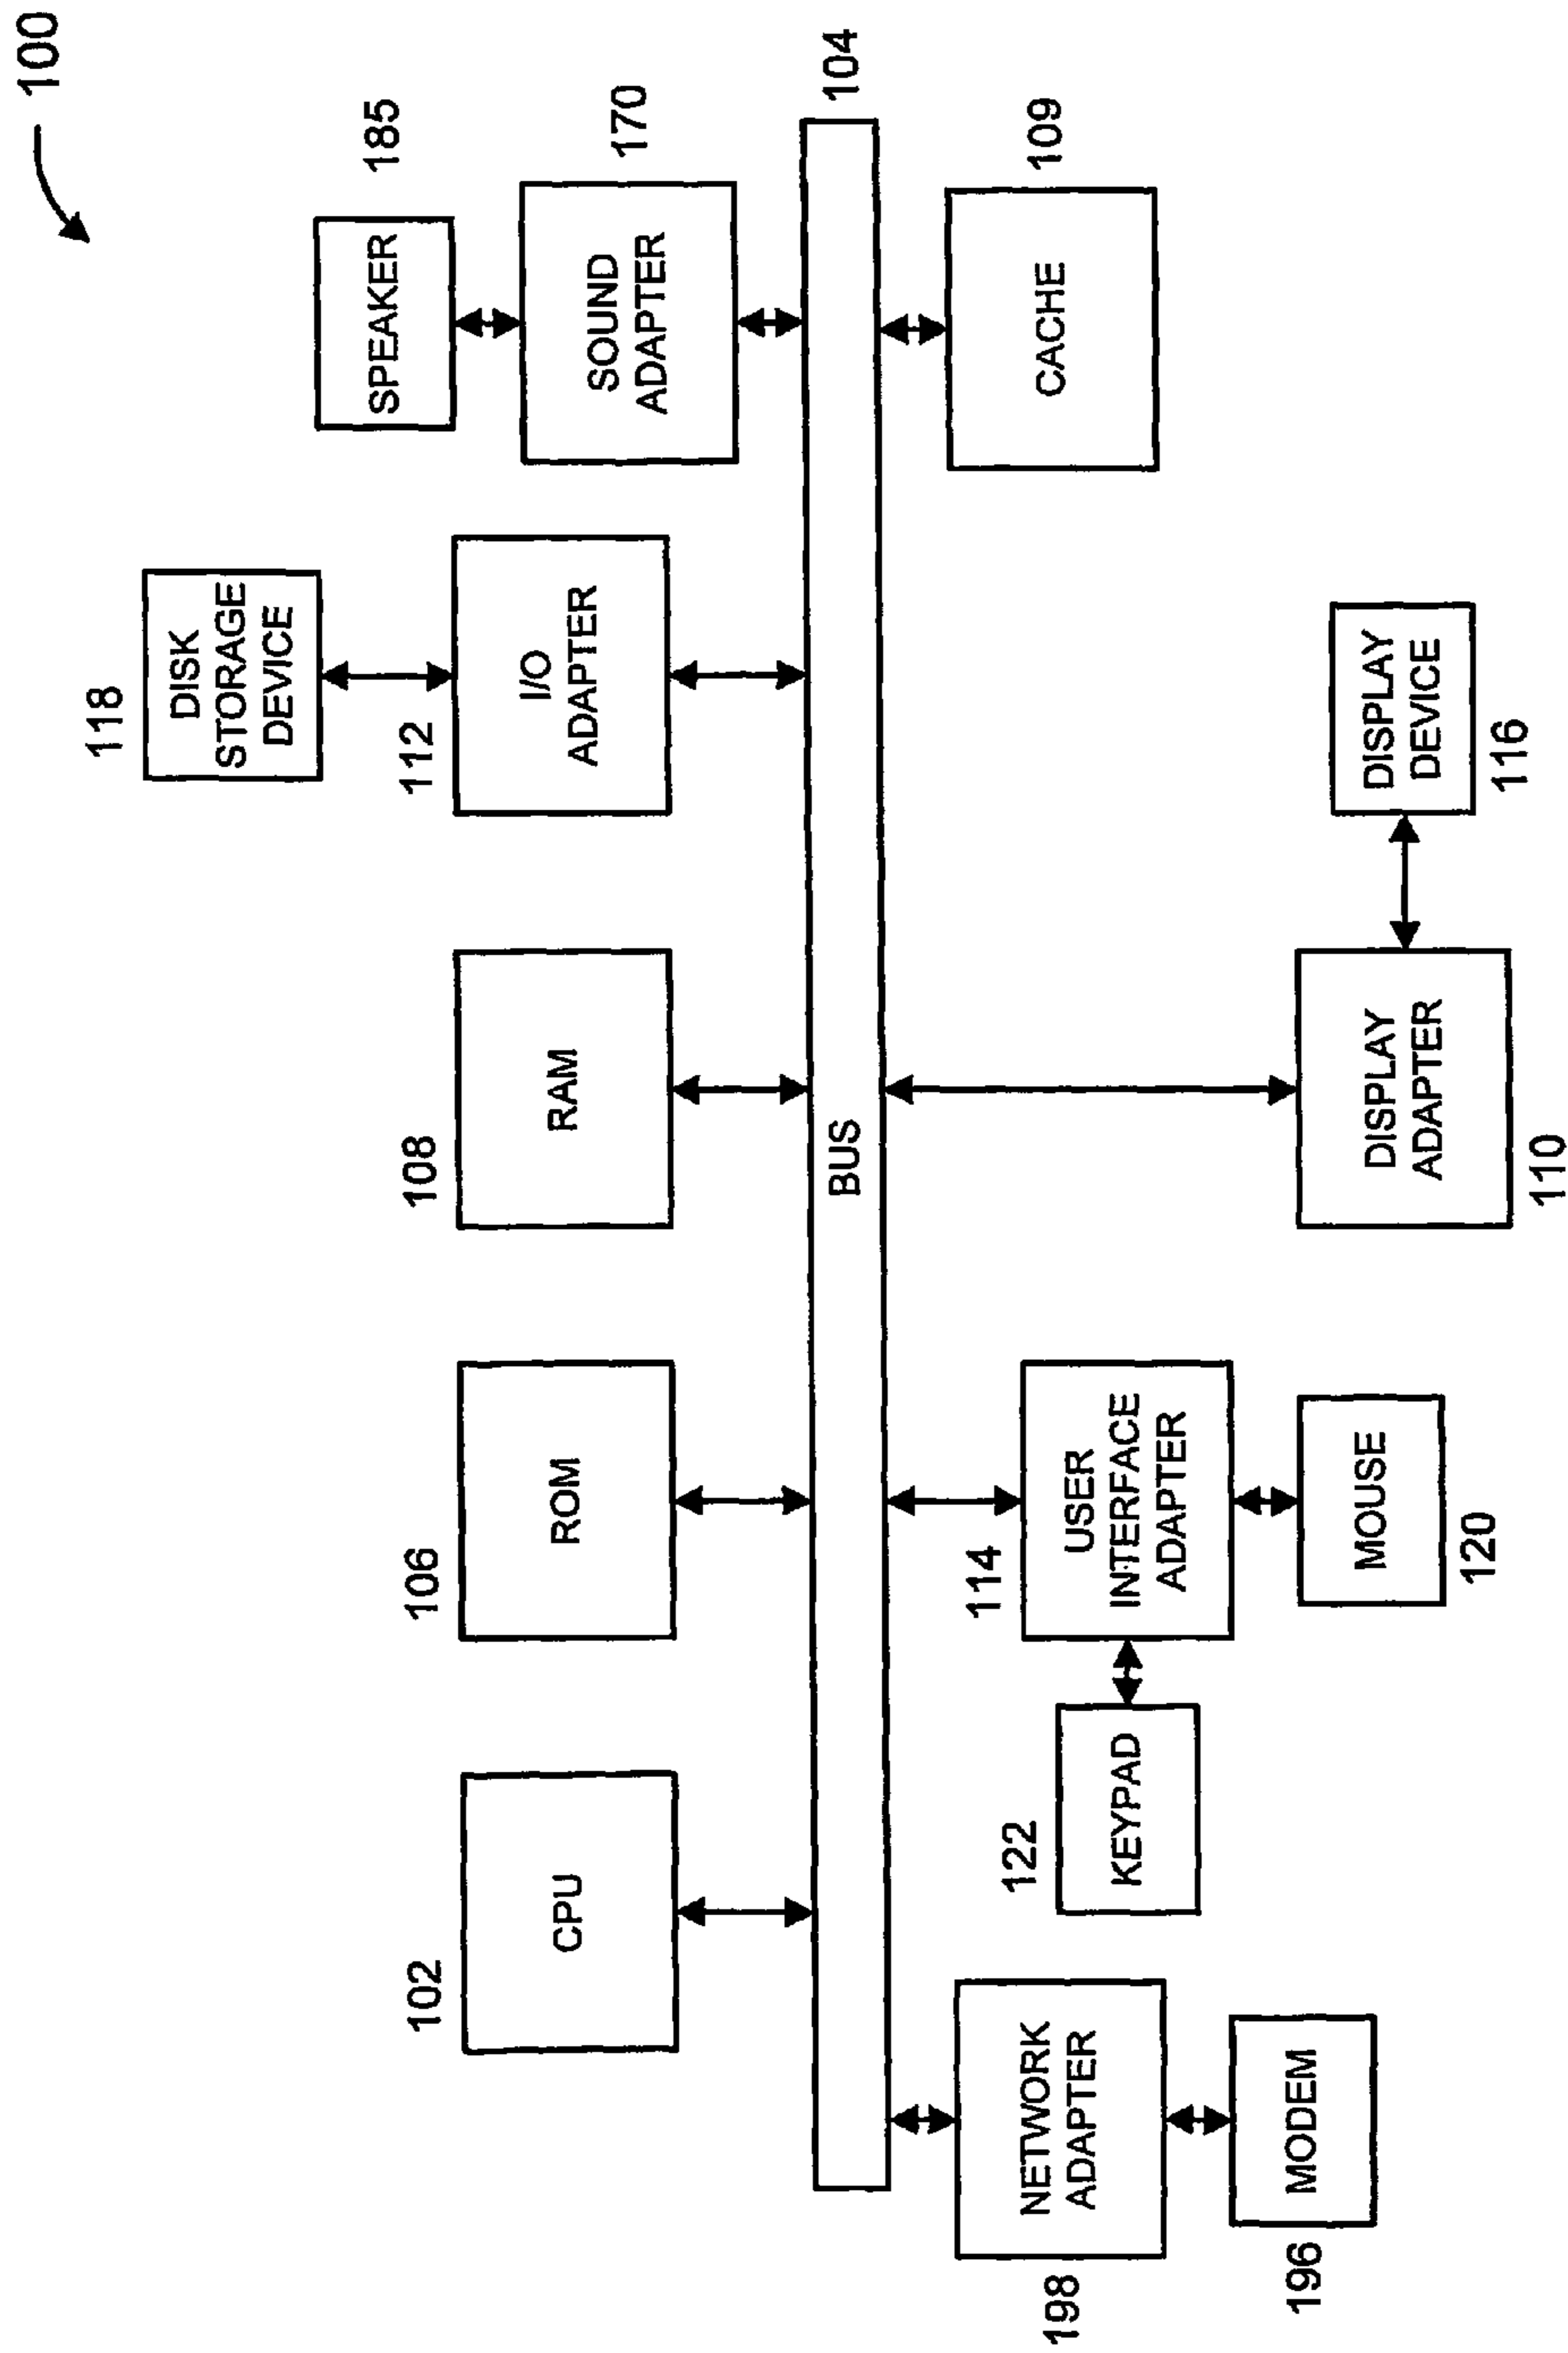 100
118
DISK
STORAGE
DEVICE
185
SPEAKER
102
CPU
106
ROM
108
RAM
112
I/O
ADAPTER
170
SOUND
ADAPTER
BUS
104
198
NETWORK
ADAPTER
196
MODEM
122
KEYPAD
114
USER
INTERFACE
ADAPTER
MOUSE
120
DISPLAY
ADAPTER
110
DISPLAY
DEVICE
116
CACHE
109